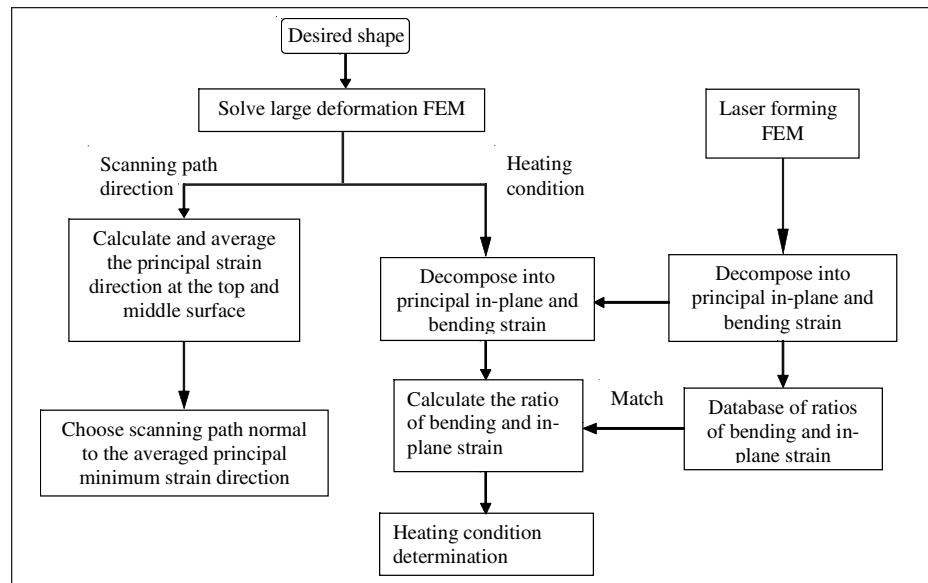 Desired shape
Solve large deformation FEM
Laser forming
FEM
Scanning path
direction
Heating
condition
Calculate and average
the principal strain
direction at the top and
middle surface
Decompose into
principal in-plane and
bending strain
Decompose into
principal in-plane and
bending strain
Choose scanning path normal
to the averaged principal
minimum strain direction
Calculate the ratio
of bending and in-
plane strain
Match
Database of ratios
of bending and in-
plane strain
Heating condition
determination